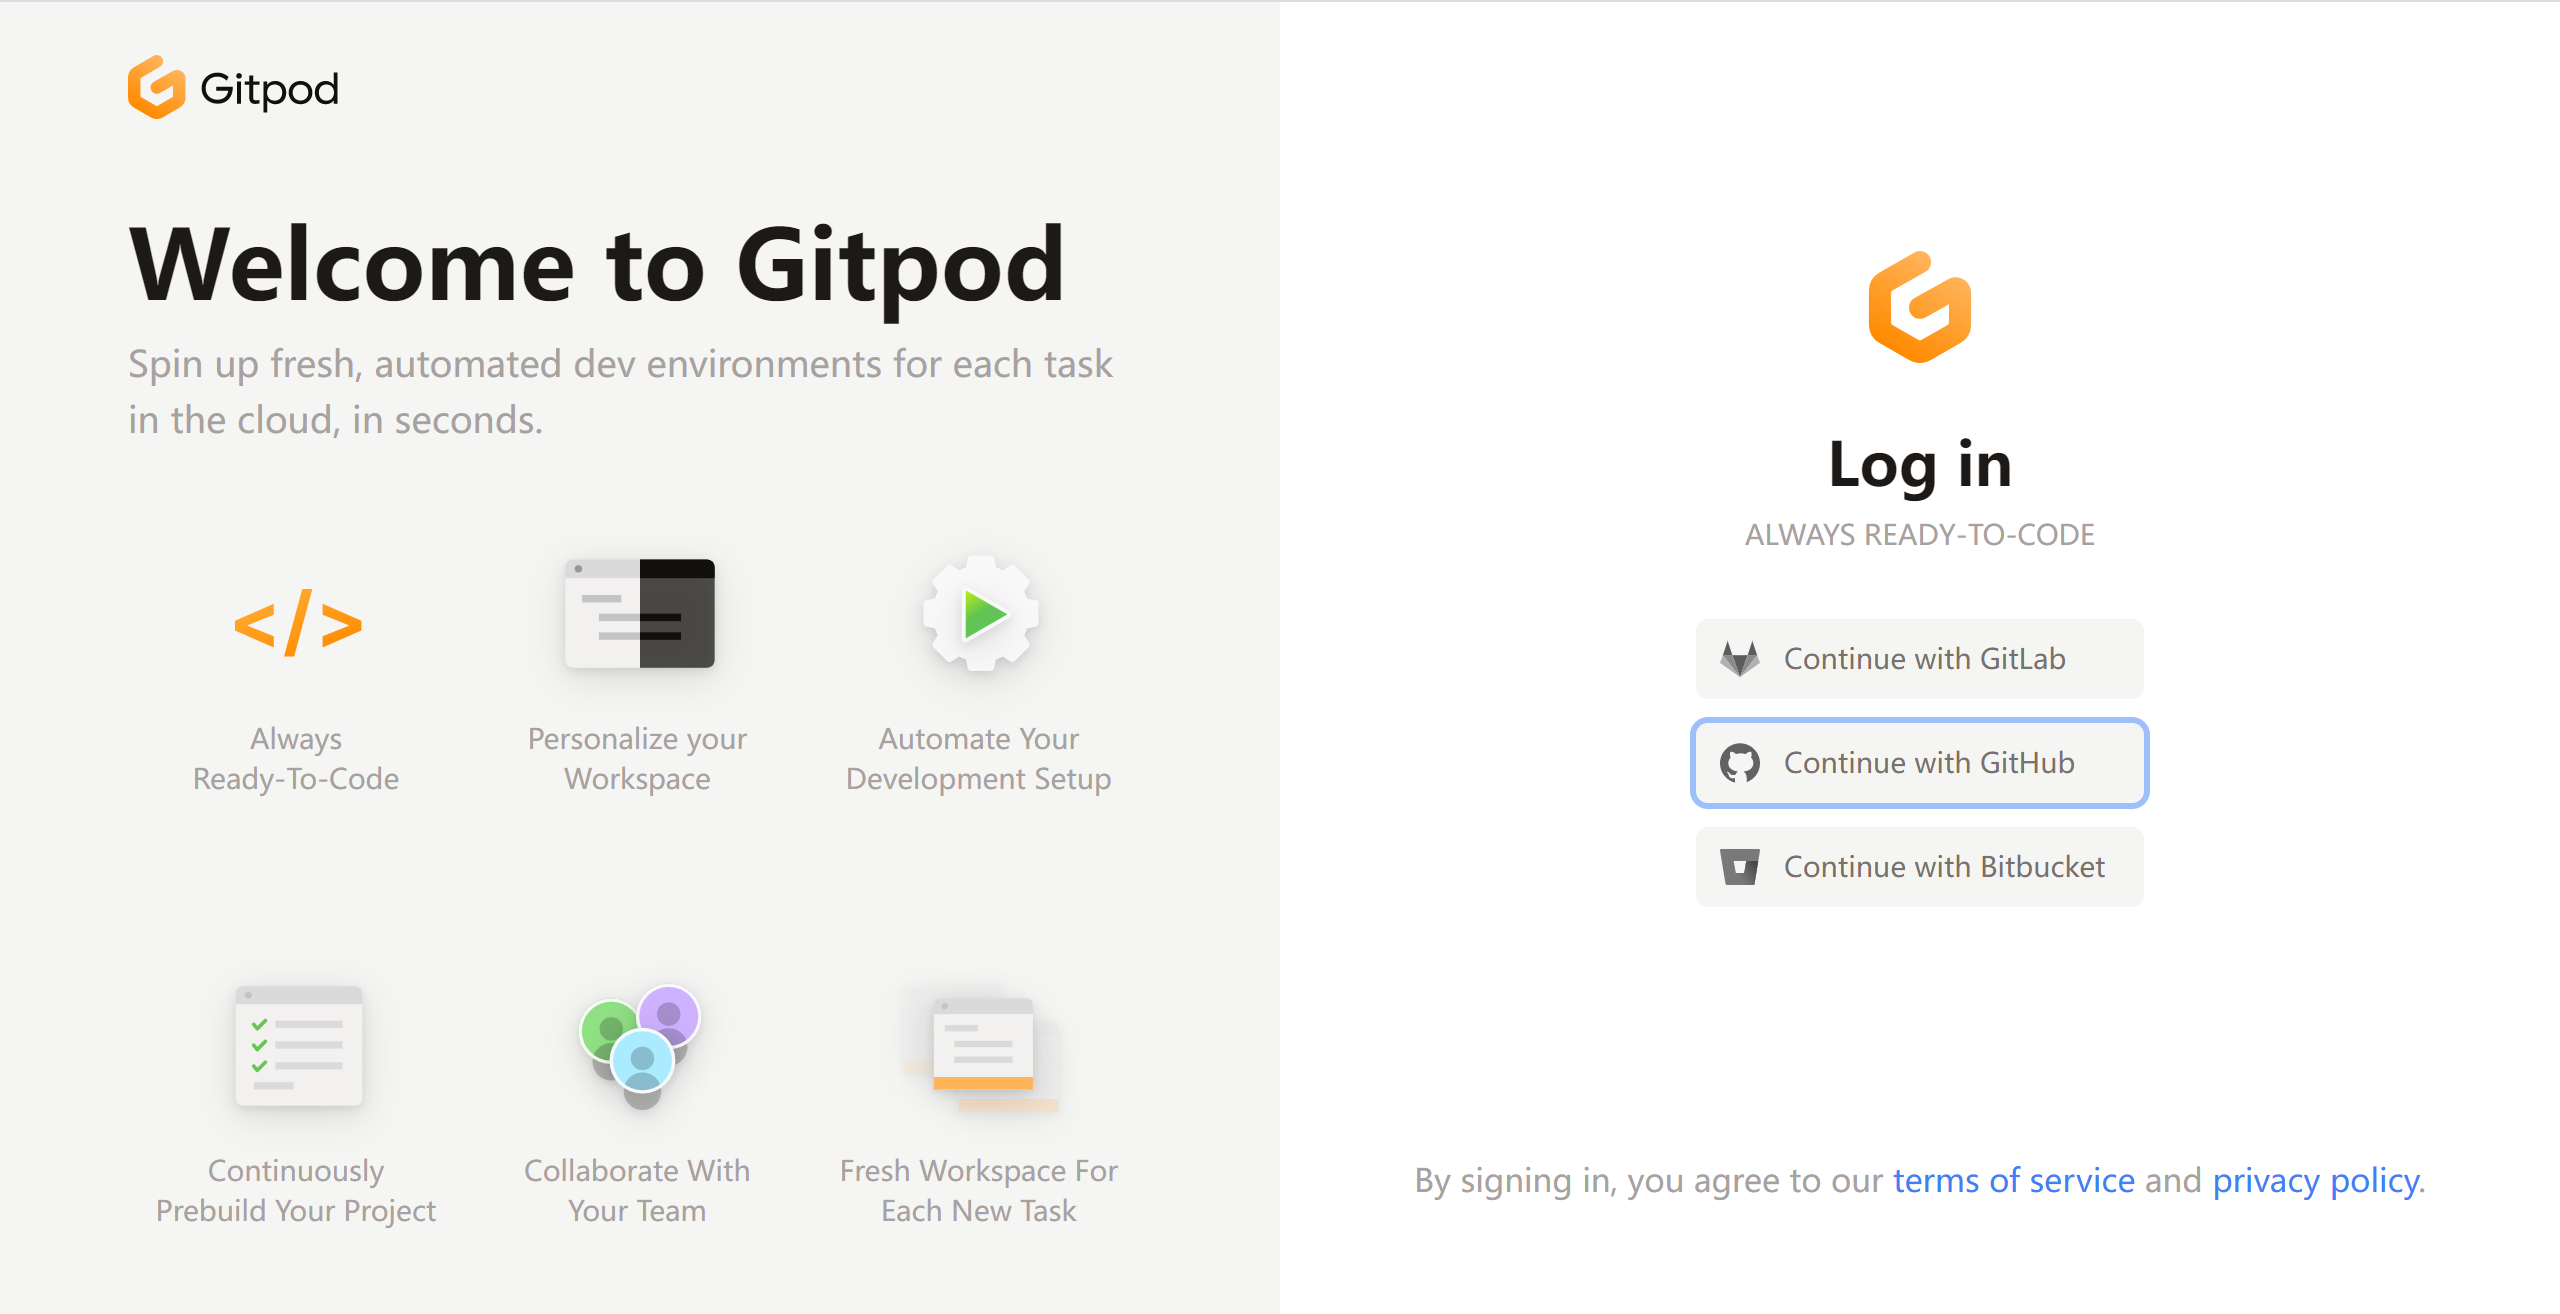 Gitpod
Welcome to Gitpod
Spin up fresh, automated dev environments for each task
in the cloud, in seconds.
</>
Always
Ready-To-Code
Personalize your
Workspace
Automate Your
Development Setup
Continuously
Prebuild Your Project
Collaborate With
Your Team
Fresh Workspace For
Each New Task
Log in
ALWAYS READY-TO-CODE
Continue with GitLab
Continue with GitHub
Continue with Bitbucket
By signing in, you agree to our terms of service and privacy policy.